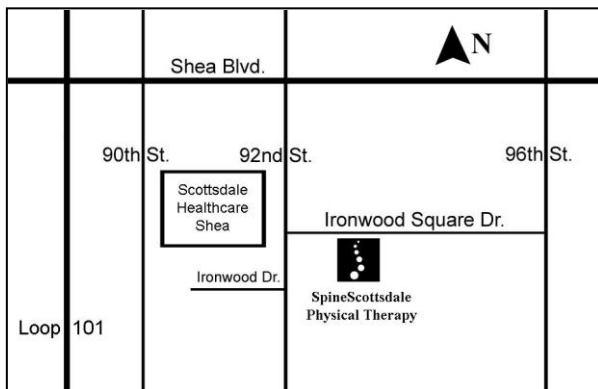 N
Shea Blvd.
90th St.
92nd St.
96th St.
Scottsdale
Healthcare
Shea
Ironwood Square Dr.
Ironwood Dr.
SpineScottsdale
Physical Therapy
Loop 101